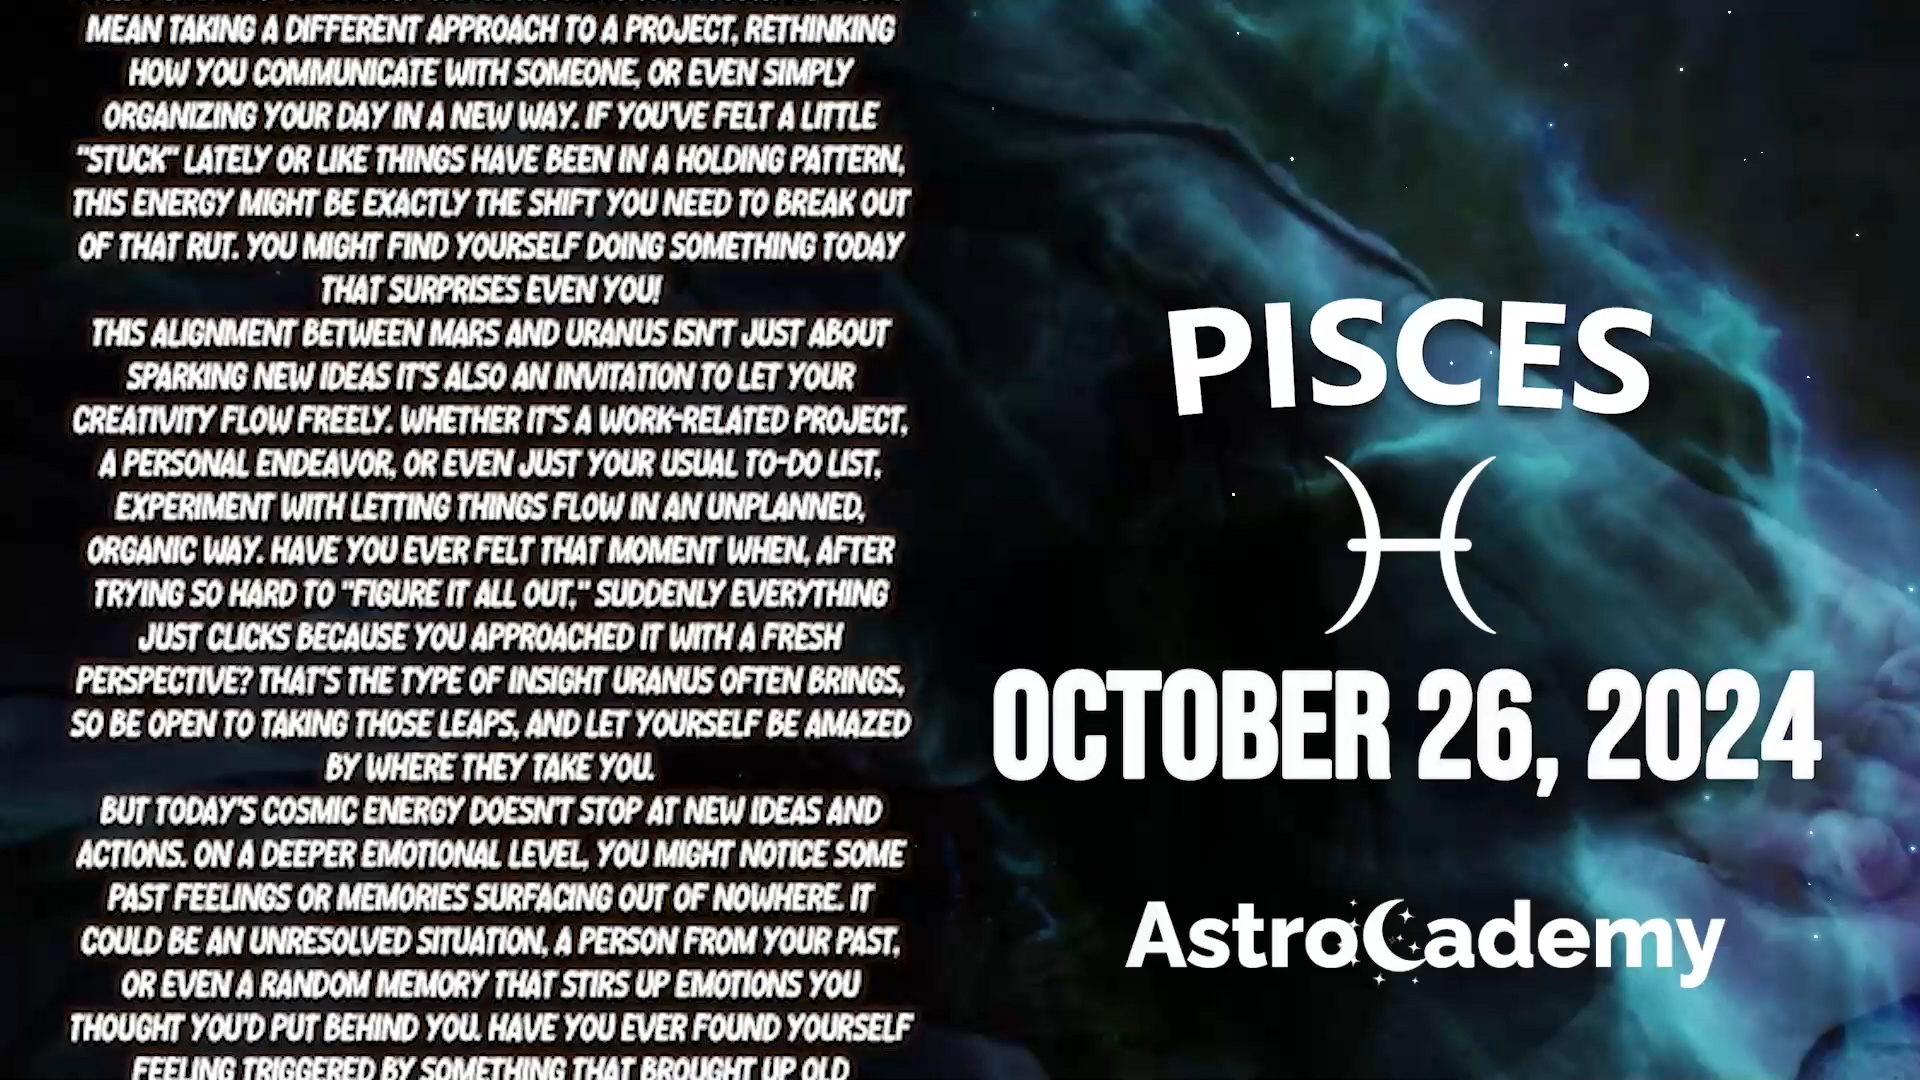 MEAN TAKING A DIFFERENT APPROACH TO A PROJECT, RETHINKING
HOW YOU COMMUNICATE WITH SOMEONE, OR EVEN SIMPLY
ORGANIZING YOUR DAY IN A NEW WAY. IF YOU'VE FELT A LITTLE
"STUCK" LATELY OR LIKE THINGS HAVE BEEN IN A HOLDING PATTERN,
THIS ENERGY MIGHT BE EXACTLY THE SHIFT YOU NEED TO BREAK OUT
OF THAT RUT. YOU MIGHT FIND YOURSELF DOING SOMETHING TODAY
THAT SURPRISES EVEN YOU!
THIS ALIGNMENT BETWEEN MARS AND URANUS ISN'T JUST ABOUT
SPARKING NEW IDEAS IT'S ALSO AN INVITATION TO LET YOUR
CREATIVITY FLOW FREELY. WHETHER IT'S A WORK-RELATED PROJECT,
A PERSONAL ENDEAVOR, OR EVEN JUST YOUR USUAL TO-DO LIST,
EXPERIMENT WITH LETTING THINGS FLOW IN AN UNPLANNED,
ORGANIC WAY. HAVE YOU EVER FELT THAT MOMENT WHEN, AFTER
TRYING SO HARD TO "FIGURE IT ALL OUT," SUDDENLY EVERYTHING
JUST CLICKS BECAUSE YOU APPROACHED IT WITH A FRESH
PERSPECTIVE? THAT'S THE TYPE OF INSIGHT URANUS OFTEN BRINGS,
SO BE OPEN TO TAKING THOSE LEAPS, AND LET YOURSELF BE AMAZED
BY WHERE THEY TAKE YOU.
BUT TODAY'S COSMIC ENERGY DOESN'T STOP AT NEW IDEAS AND
ACTIONS. ON A DEEPER EMOTIONAL LEVEL, YOU MIGHT NOTICE SOME
PAST FEELINGS OR MEMORIES SURFACING OUT OF NOWHERE. IT
COULD BE AN UNRESOLVED SITUATION, A PERSON FROM YOUR PAST,
OR EVEN A RANDOM MEMORY THAT STIRS UP EMOTIONS YOU
THOUGHT YOU'D PUT BEHIND YOU. HAVE YOU EVER FOUND YOURSELF
FEELING TRIGGERED BY SOMETHING THAT BROUGHT UP OLD
PISCES
OCTOBER 26, 2024
AstroCademy